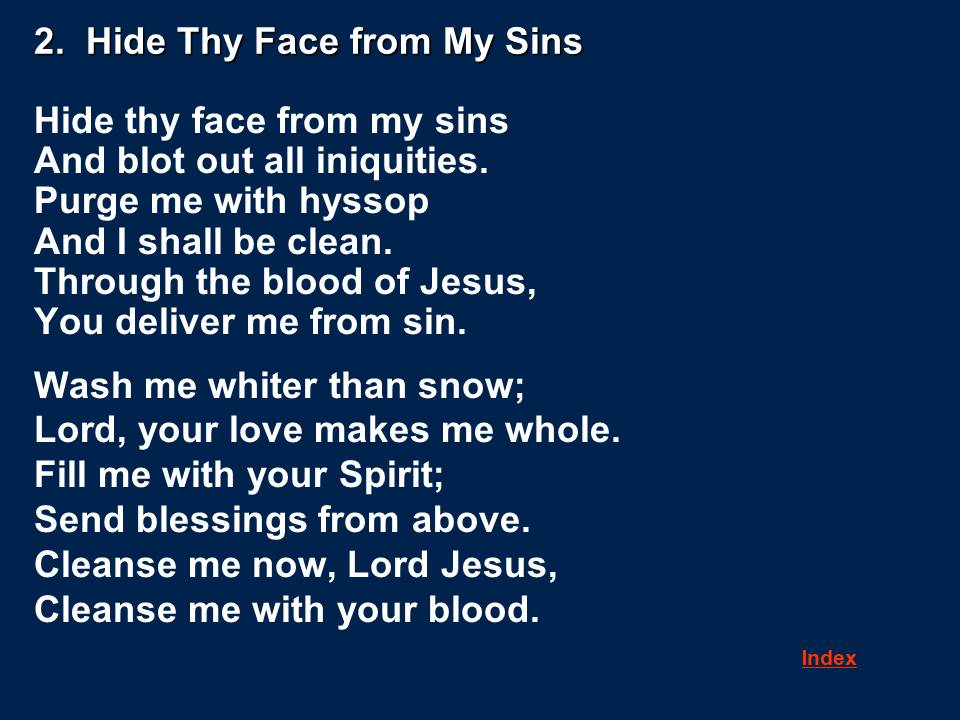 2. Hide Thy Face from My Sins
Hide thy face from my sins
And blot out all iniquities.
Purge me with hyssop
And I shall be clean.
Through the blood of Jesus,
You deliver me from sin.
Wash me whiter than snow;
Lord, your love makes me whole.
Fill me with your Spirit;
Send blessings from above.
Cleanse me now, Lord Jesus,
Cleanse me with your blood.
Index